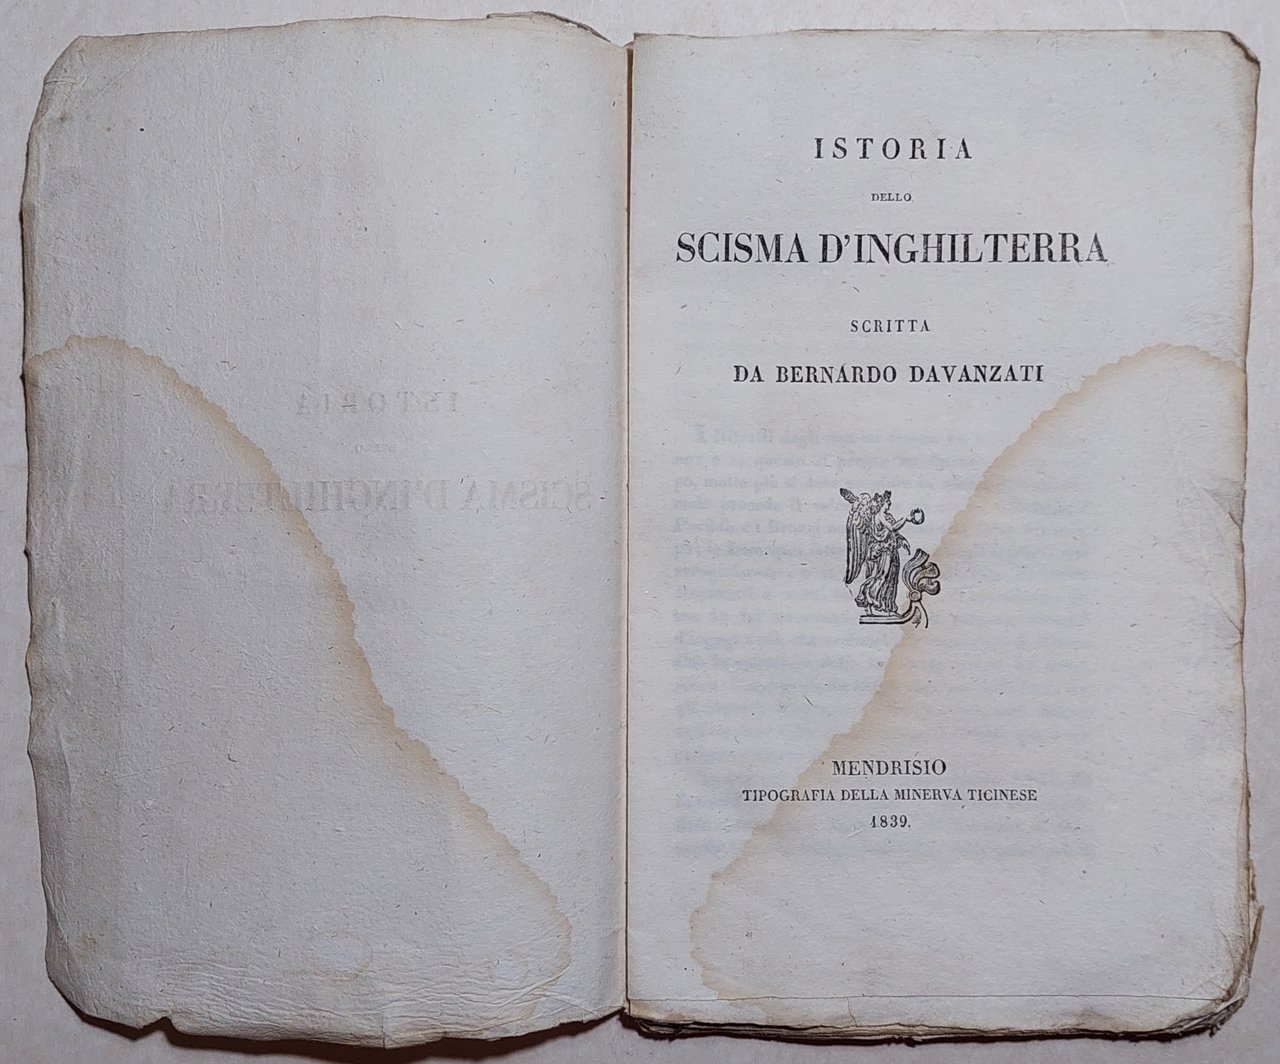 ISTORIA
DELLO
SCISMA D'INGHILTERRA
SCRITTA
DA BERNARDO DAVANZATI
MENDRISIO
TIPOGRAFIA DELLA MINERVA TICINESE
1839.